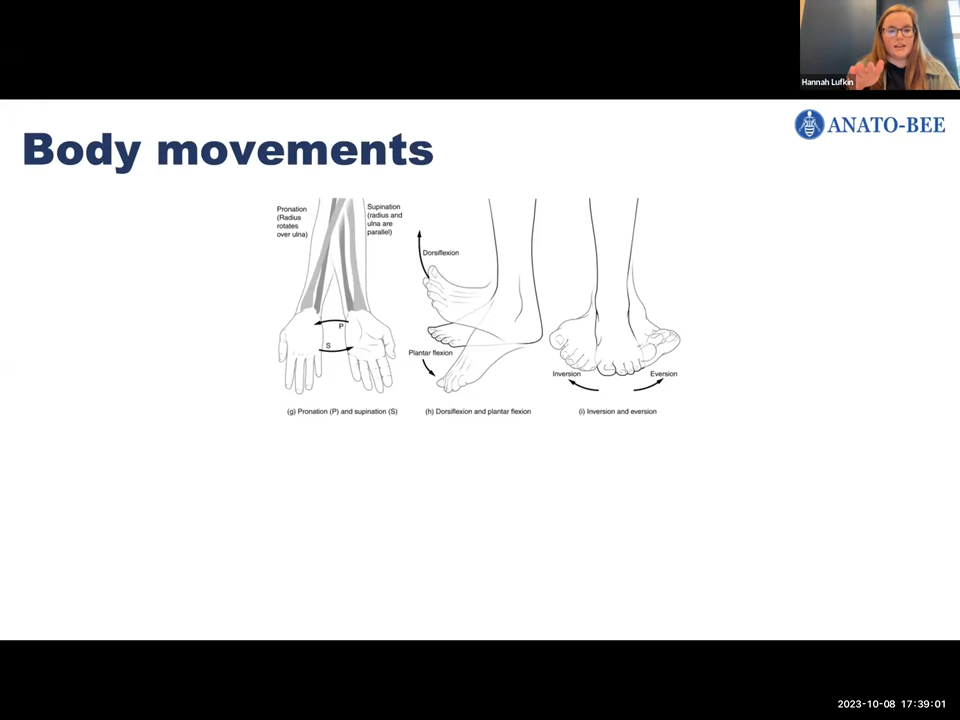 Hannah Lufkin
ANATO-BEE
Body movements
Pronation
(Radius
rotates
over ulna)
Supination
(radius and
ulna are
parallel)
P
S
Dorsiflexion
Plantar flexion
Inversion
Eversion
(g) Pronation (P) and supination (S)
(h) Dorsiflexion and plantar flexion
(i) Inversion and eversion
2023-10-08 17:39:01